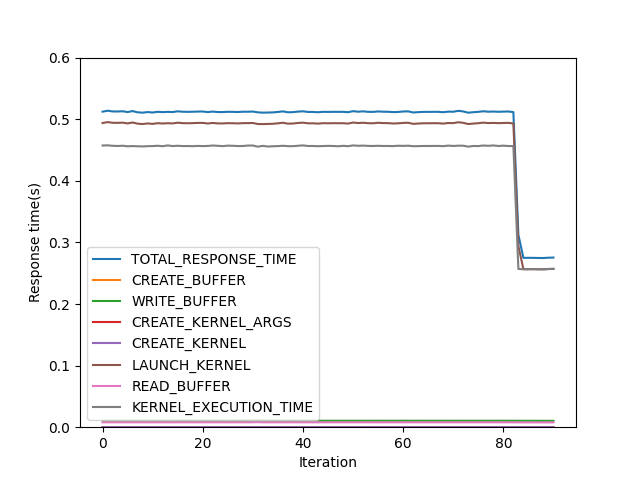 0.6
0.5
0.4
0.3
0.2
0.1
0.0
Response time(s)
TOTAL_RESPONSE_TIME
CREATE_BUFFER
WRITE_BUFFER
CREATE_KERNEL_ARGS
CREATE_KERNEL
LAUNCH_KERNEL
READ_BUFFER
KERNEL_EXECUTION_TIME
0 20 40 60 80
Iteration